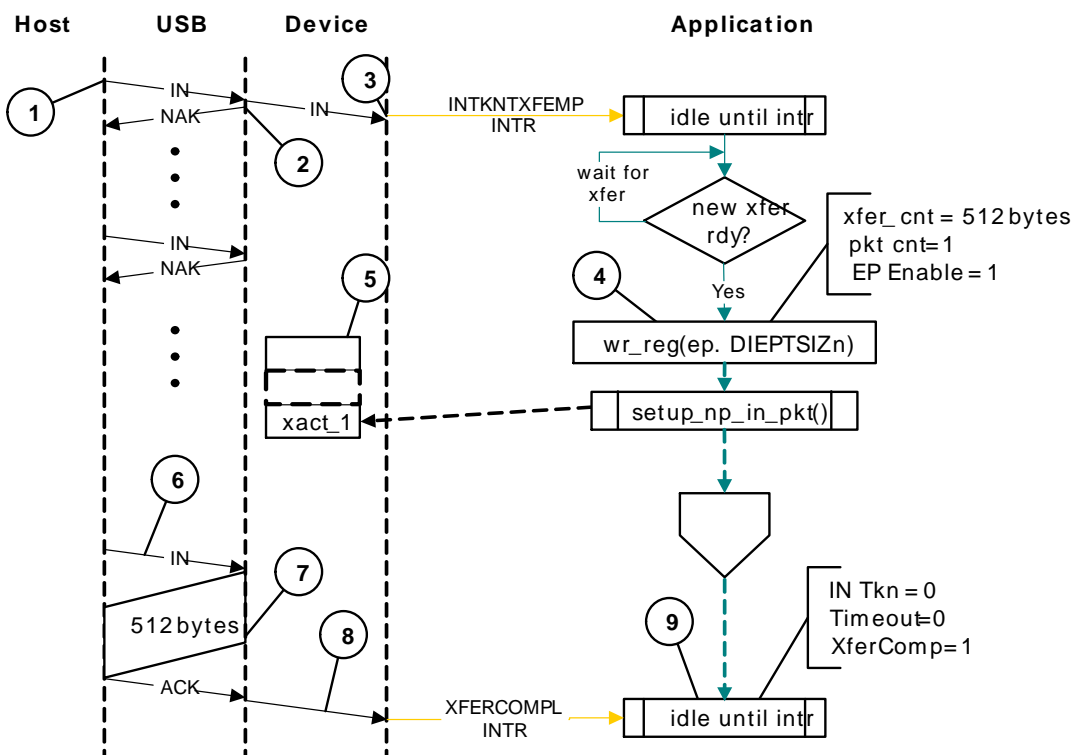 Host USB Device Application
1
IN
NAK
2
IN
3
INTKNTXFEMP
INTR
idle until intr
wait for
xfer
new xfer
rdy?
Yes
xfer_cnt = 512 bytes
pkt cnt=1
EP Enable = 1
IN
NAK
4
5
wr_reg(ep. DIEPTSIZn)
xact_1
setup_np_in_pkt()
6
IN
7
512 bytes
8
ACK
9
IN Tkn = 0
Timeout=0
XferComp=1
XFERCOMPL
INTR
idle until intr